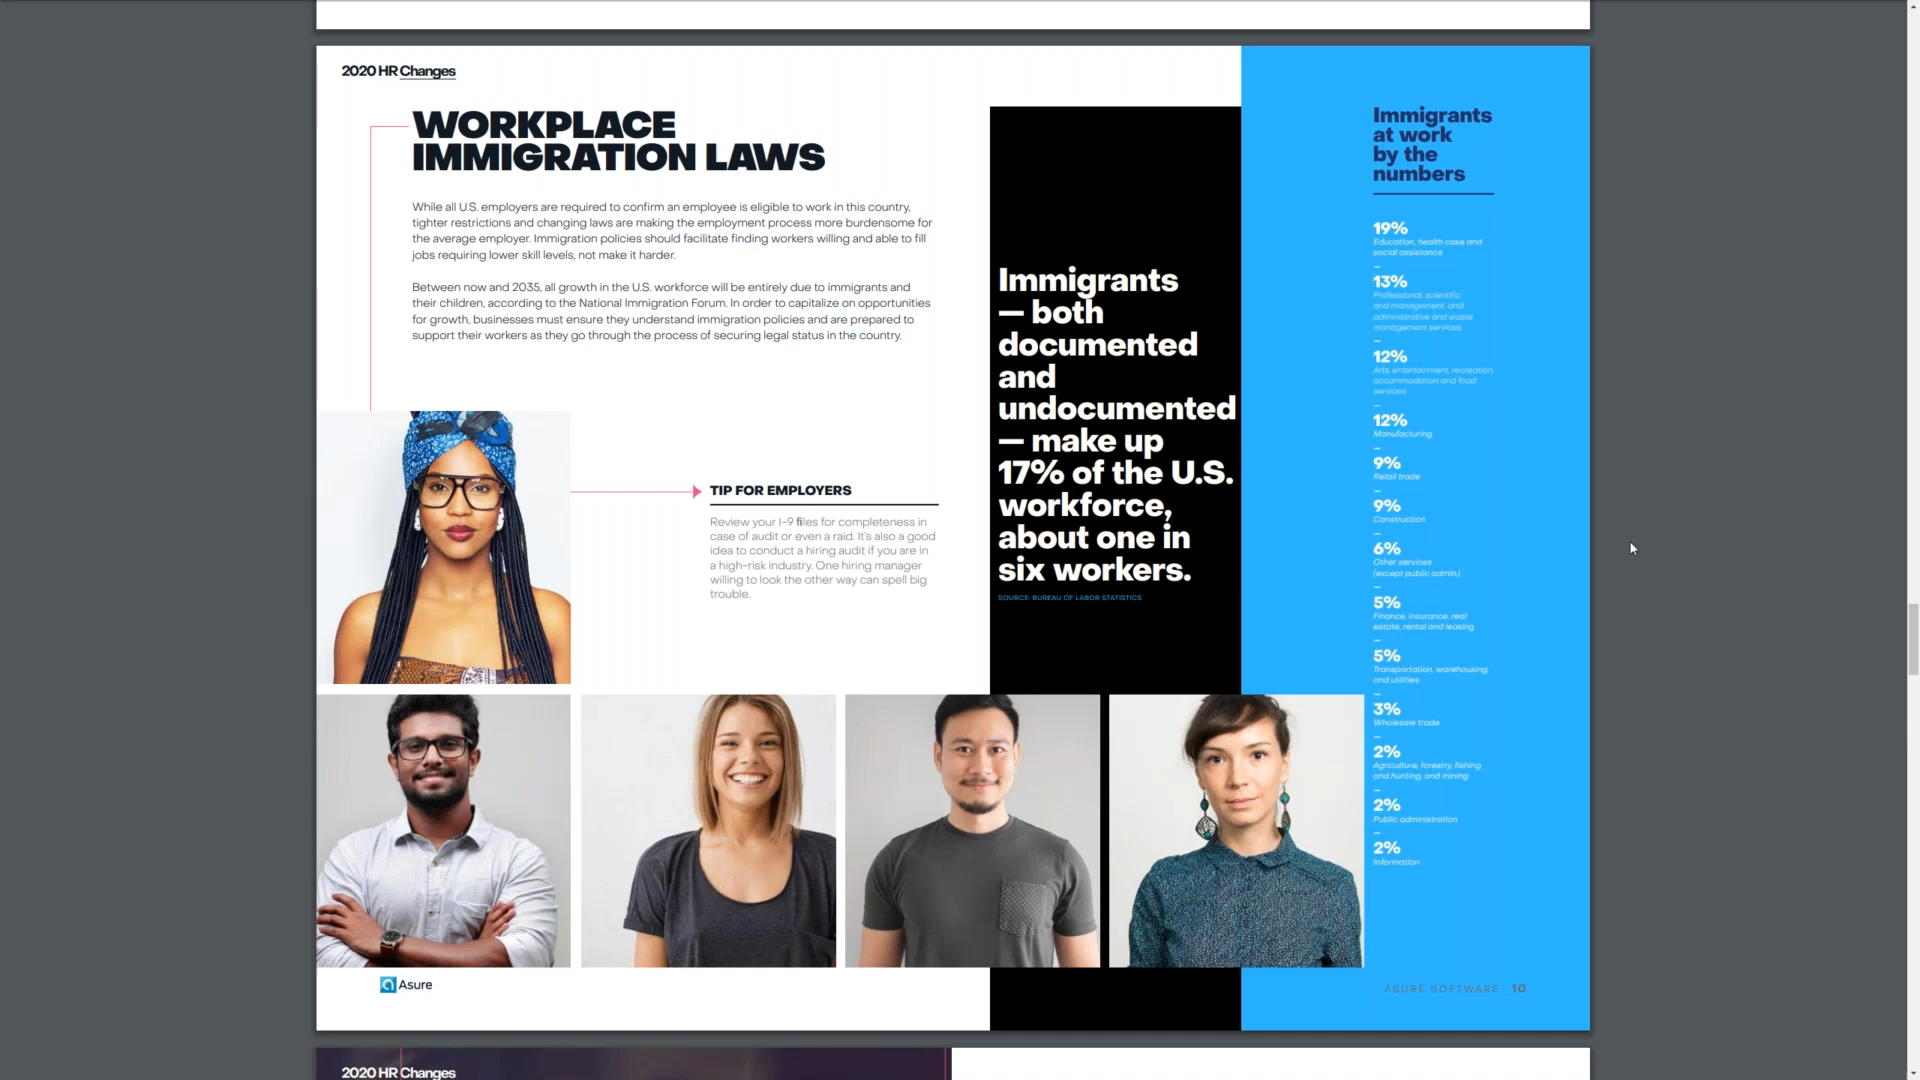 2020 HR Changes
WORKPLACE
IMMIGRATION LAWS
While all U.S. employers are required to confirm an employee is eligible to work in this country,
tighter restrictions and changing laws are making the employment process more burdensome for
the average employer. Immigration policies should facilitate finding workers willing and able to fill
jobs requiring lower skill levels, not make it harder.
Between now and 2035, all growth in the U.S. workforce will be entirely due to immigrants and
their children, according to the National Immigration Forum. In order to capitalize on opportunities
for growth, businesses must ensure they understand immigration policies and are prepared to
support their workers as they go through the process of securing legal status in the country.
TIP FOR EMPLOYERS
Review your I-9 files for completeness in
case of audit or even a raid. It's also a good
idea to conduct a hiring audit if you are in
a high-risk industry. One hiring manager
willing to look the other way can spell big
trouble.
Immigrants
— both
documented
and
undocumented
— make up
17% of the U.S.
workforce,
about one in
six workers.
SOURCE: BUREAU OF LABOR STATISTICS
Immigrants
at work
by the
numbers
19%
Education, health case and
social assistance
–
13%
Professional, scientific,
and management, and
administrative and waste
management services
–
12%
Arts, entertainment, recreation,
accommodation and food
services
–
12%
Manufacturing
–
9%
Retail trade
–
9%
Construction
–
6%
Other services
(except public admin.)
–
5%
Finance, insurance, real
estate, rental and leasing
–
5%
Transportation, warehousing,
and utilities
–
3%
Wholesale trade
–
2%
Agriculture, forestry, fishing
and hunting, and mining
–
2%
Public administration
–
2%
Information
Asure
ASURE SOFTWARE 10
2020 HR Changes